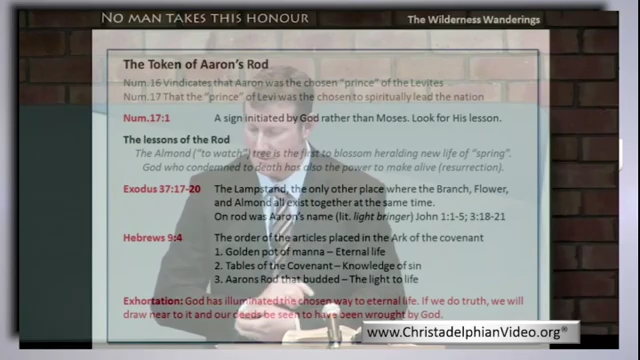 NO MAN TAKES THIS HONOUR
The Wilderness Wanderings
The Token of Aaron's Rod
Num.16 Vindicates that Aaron was the chosen "prince" of the Levites
Num.17 That the "prince" of Levi was the chosen to spiritually lead the nation
Num.17:1 A sign initiated by God rather than Moses. Look for His lesson.
The lessons of the Rod
The Almond ("to watch") tree is the first to blossom heralding new life of "spring".
God who condemned to death has also the power to make alive (resurrection).
Exodus 37:17-20 The Lampstand, the only other place where the Branch, Flower,
and Almond all exist together at the same time.
On rod was Aaron's name (lit. light bringer) John 1:1-5; 3:18-21
Hebrews 9:4 The order of the articles placed in the Ark of the covenant
1. Golden pot of manna – Eternal life
2. Tables of the Covenant – Knowledge of sin
3. Aarons Rod that budded – The light to life
Exhortation: God has illuminated the chosen way to eternal life. If we do truth, we will
draw near to it and our deeds be seen to have been wrought by God.
www.ChristadelphianVideo.org®